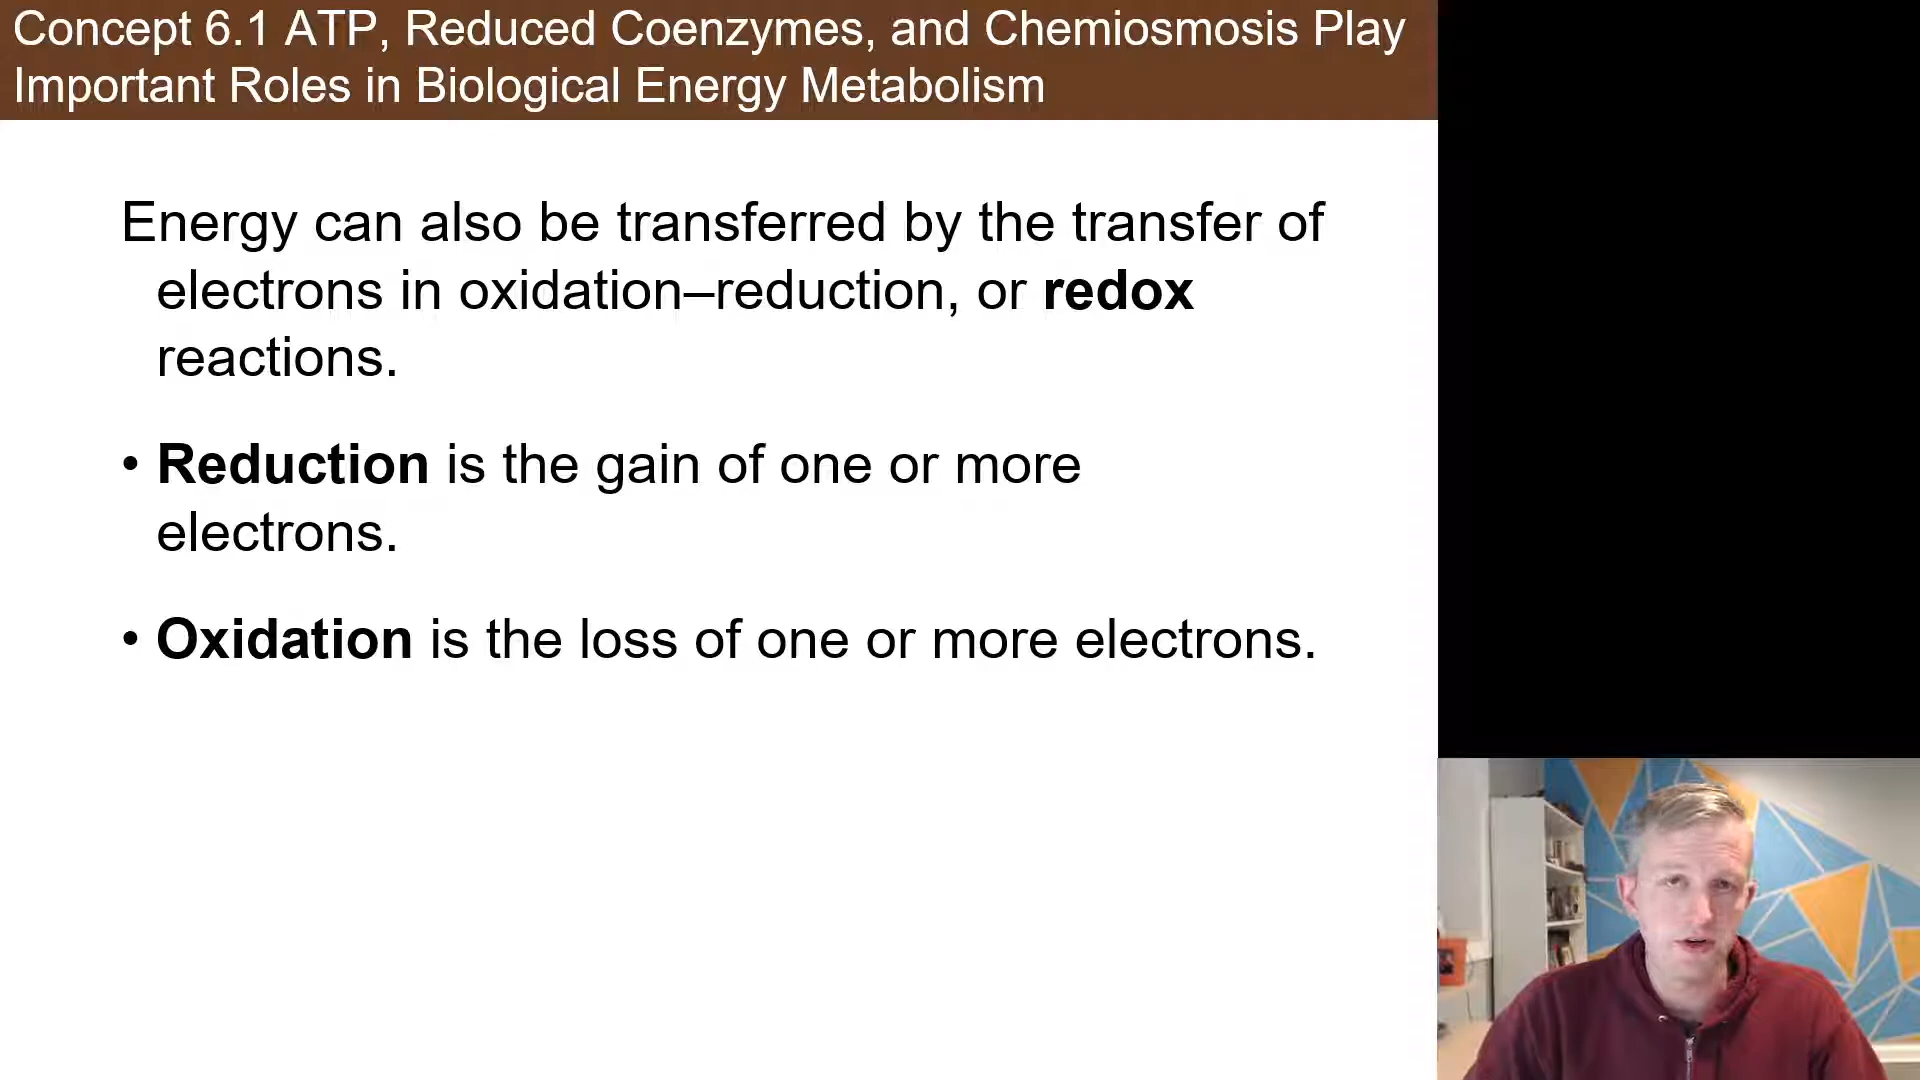 Concept 6.1 ATP, Reduced Coenzymes, and Chemiosmosis Play
Important Roles in Biological Energy Metabolism
Energy can also be transferred by the transfer of
electrons in oxidation–reduction, or redox
reactions.
• Reduction is the gain of one or more
electrons.
• Oxidation is the loss of one or more electrons.